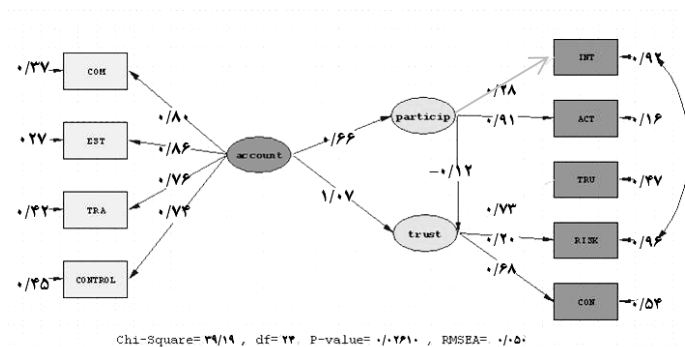 ۰/۳۷ COM
۰/۲۷ EST
۰/۴۲ TRA
۰/۴۵ CONTROL
۰/۸۰
۰/۸۶
۰/۷۶
۰/۷۴
account
۰/۶۶
۱/۰۷
particip
-۰/۱۲
trust
۰/۲۸
۰/۹۱
۰/۷۳
۰/۲۰
۰/۶۸
INT ۰/۹۲
ACT ۰/۱۶
TRU ۰/۴۷
RISK ۰/۹۶
CON ۰/۵۴
Chi-Square= ۳۹/۱۹ , df= ۲۴ P-value= ۰/۰۲۶۱۰ , RMSEA= ۰/۰۵۰